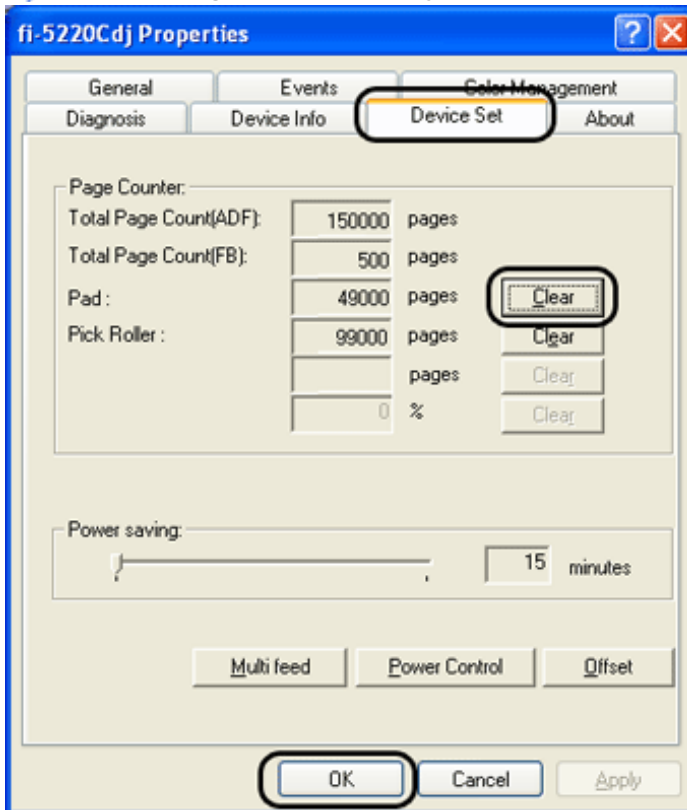 fi-5220Cdj Properties
General Events Color Management
Diagnosis Device Info Device Set About
Page Counter:
Total Page Count(ADF): 150000 pages
Total Page Count(FB): 500 pages
Pad : 49000 pages Clear
Pick Roller : 99000 pages Clear
pages Clear
0 % Clear
Power saving:
15 minutes
Multi feed Power Control Offset
OK Cancel Apply